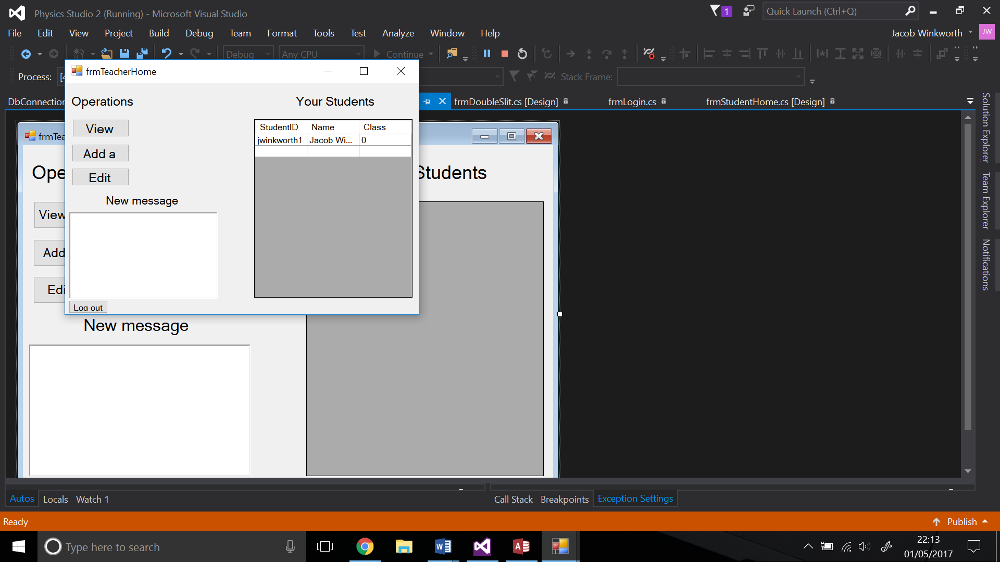 Physics Studio 2 (Running) - Microsoft Visual Studio
1
Quick Launch (Ctrl+Q)
File Edit View Project Build Debug Team Format Tools Test Analyze Window Help
Jacob Winkworth JW
Debug Any CPU Continue
Process: Stack Frame:
DbConnection frmDoubleSlit.cs [Design] frmLogin.cs frmStudentHome.cs [Design]
frmTeacherHome
Operations Your Students
View
Add a
Edit
New message
Log out
StudentID Name Class
jwinkworth1 Jacob Wi... 0
frmTea
Ope Students
View
Add
Edi
New message
Solution Explorer
Team Explorer
Notifications
Autos Locals Watch 1
Call Stack Breakpoints Exception Settings
Ready Publish
Type here to search
22:13
01/05/2017